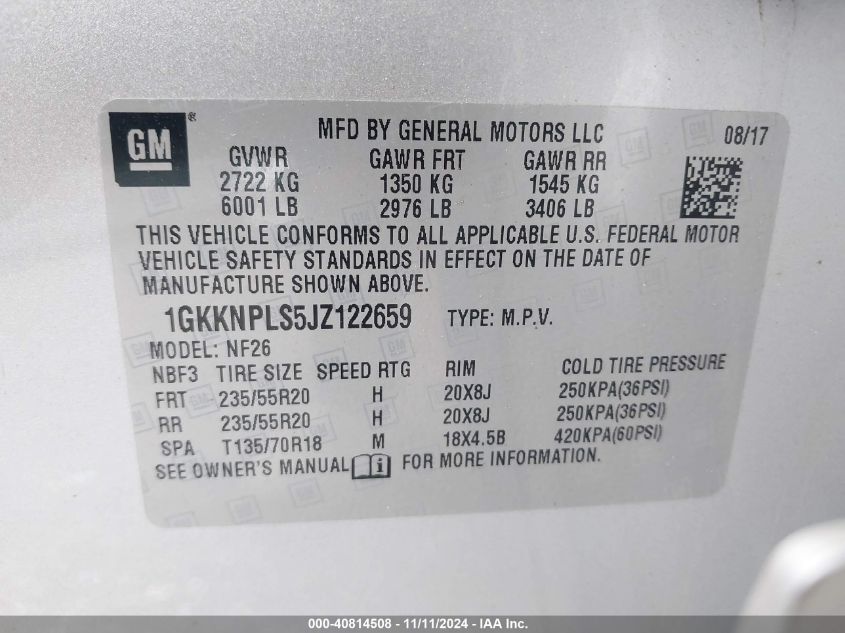 GM ®
MFD BY GENERAL MOTORS LLC 08/17
GVWR GAWR FRT GAWR RR
2722 KG 1350 KG 1545 KG
6001 LB 2976 LB 3406 LB
THIS VEHICLE CONFORMS TO ALL APPLICABLE U.S. FEDERAL MOTOR
VEHICLE SAFETY STANDARDS IN EFFECT ON THE DATE OF
MANUFACTURE SHOWN ABOVE.
1GKKNPLS5JZ122659 TYPE: M.P.V.
MODEL: NF26
NBF3 TIRE SIZE SPEED RTG RIM COLD TIRE PRESSURE
FRT 235/55R20 H 20X8J 250KPA(36PSI)
RR 235/55R20 H 20X8J 250KPA(36PSI)
SPA T135/70R18 M 18X4.5B 420KPA(60PSI)
SEE OWNER'S MANUAL i FOR MORE INFORMATION.
000-40814508 - 11/11/2024 - IAA Inc.